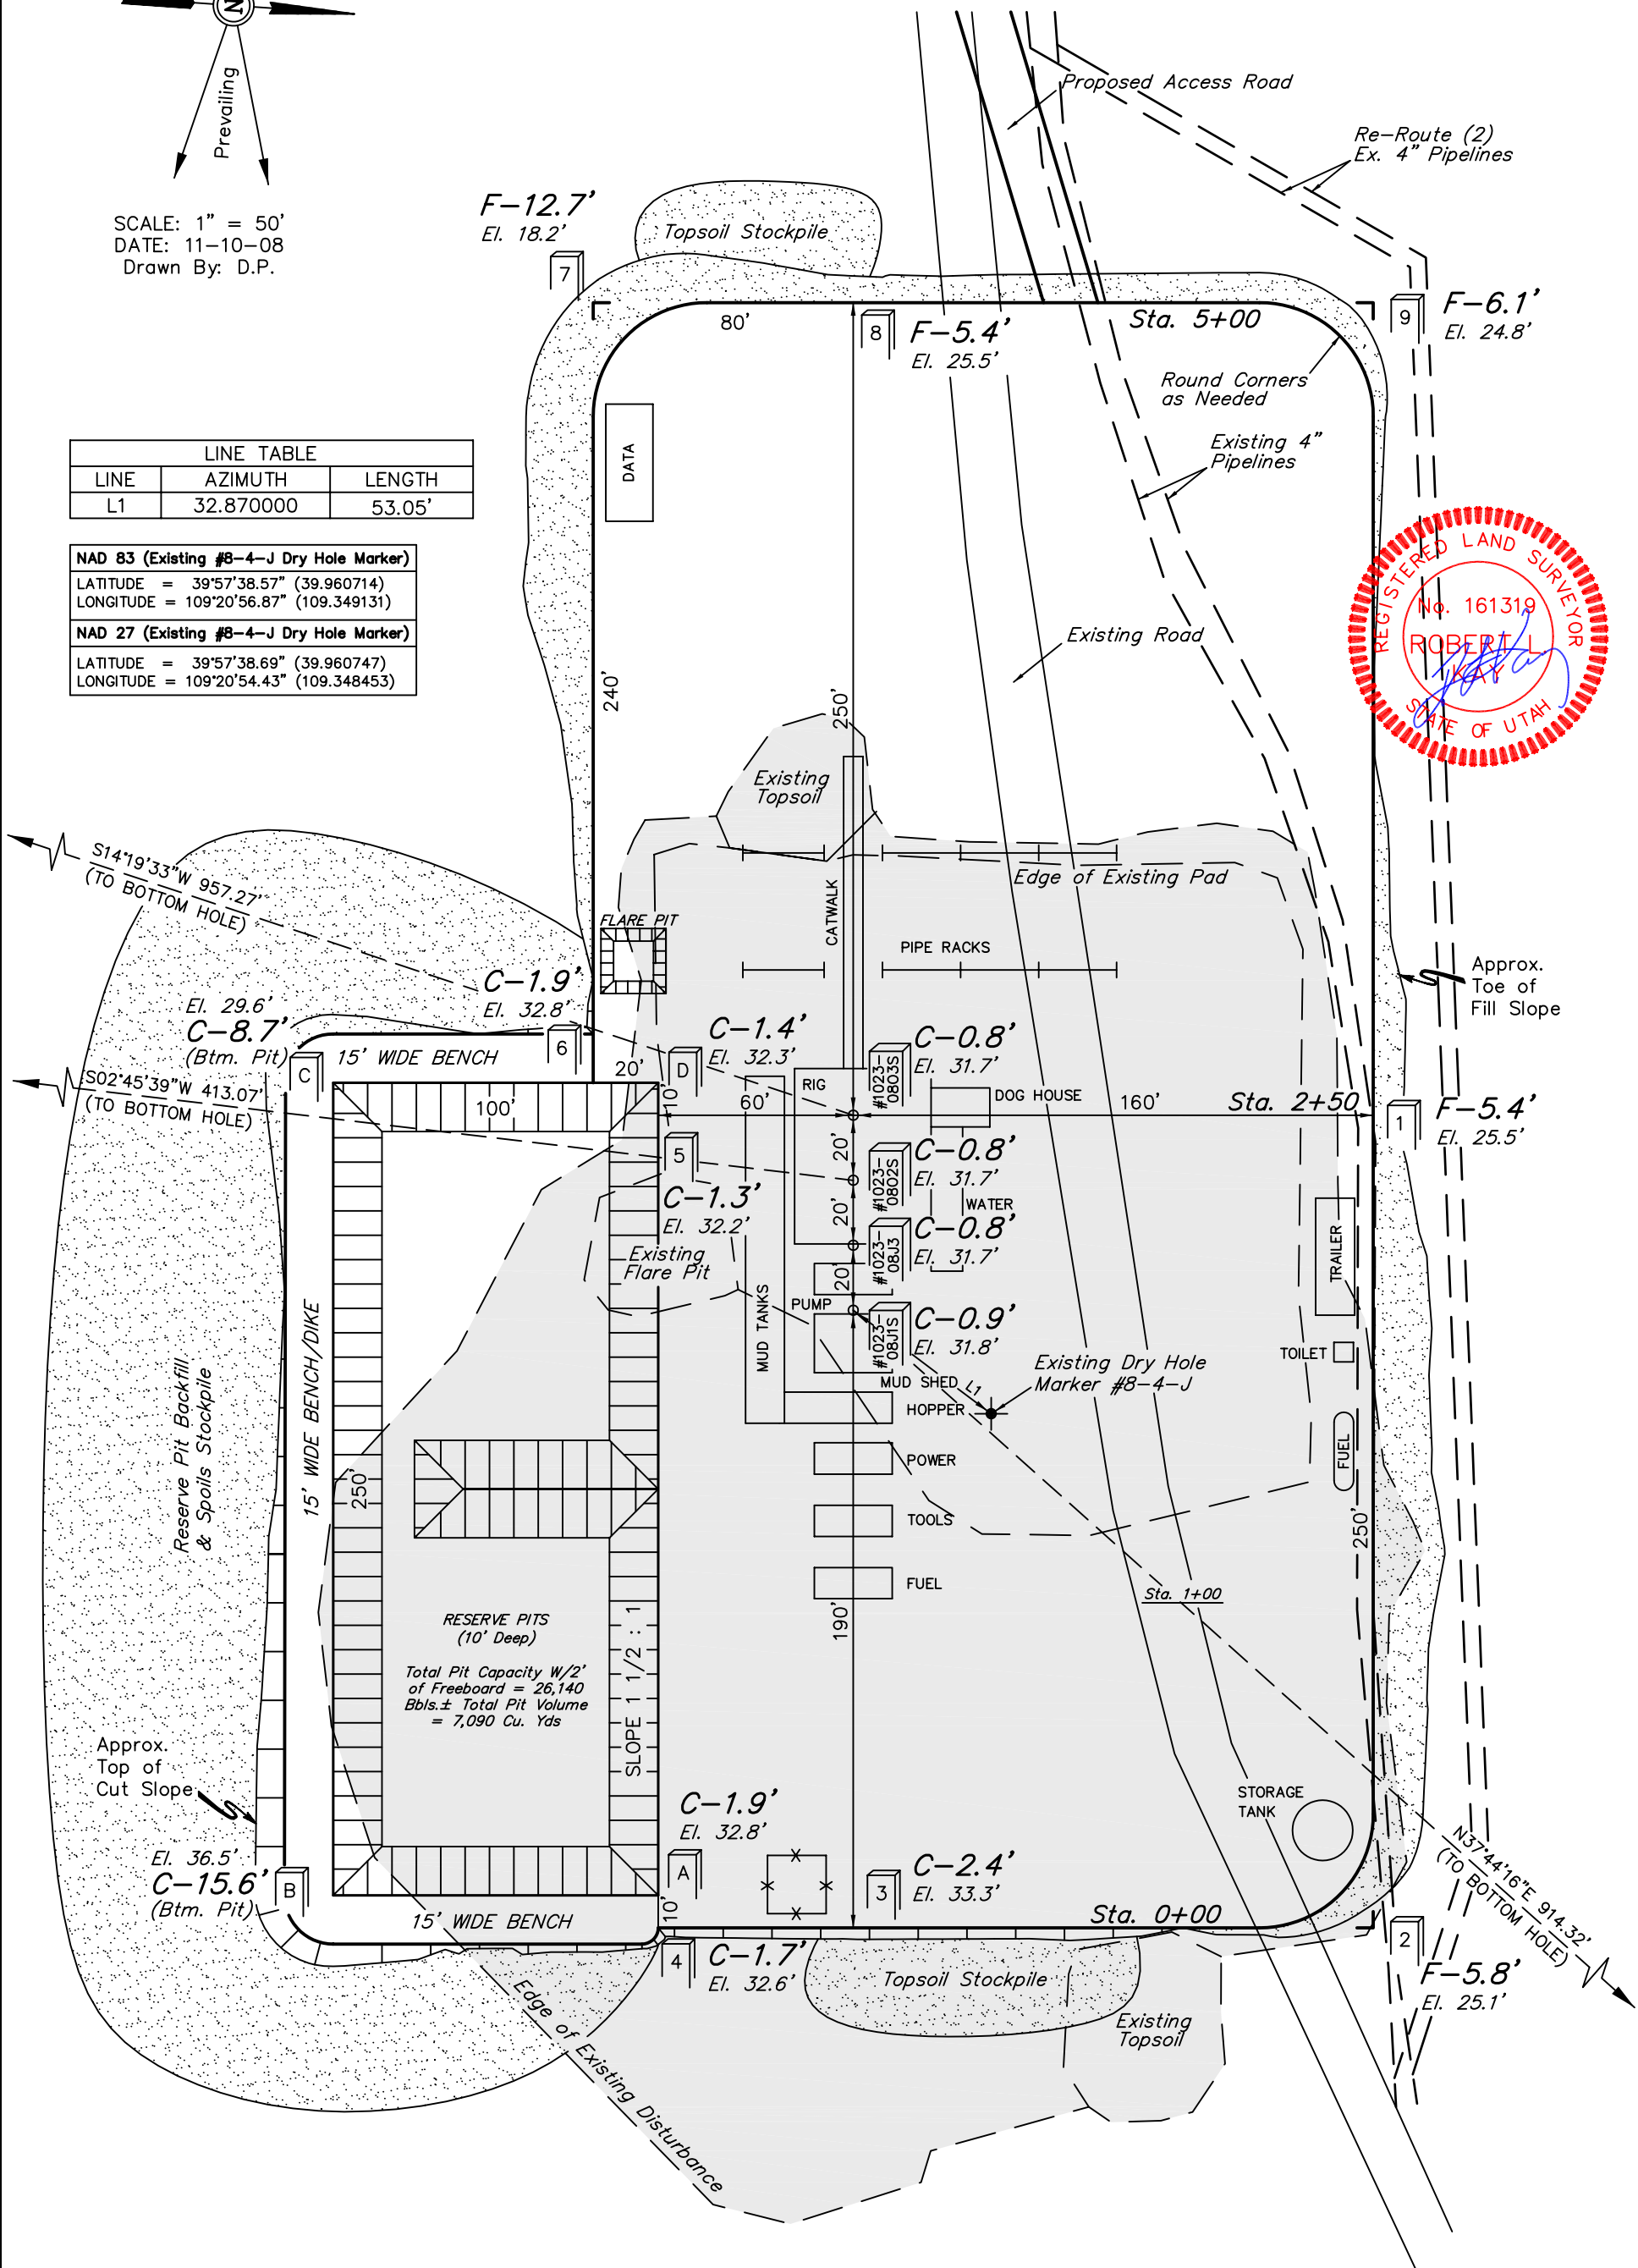 N
Prevailing
SCALE: 1" = 50'
DATE: 11-10-08
Drawn By: D.P.
Proposed Access Road
Re-Route (2)
Ex. 4" Pipelines
F-12.7'
El. 18.2'
7
Topsoil Stockpile
80'
8
F-5.4'
El. 25.5'
Sta. 5+00
9
F-6.1'
El. 24.8'
Round Corners
as Needed
Existing 4"
Pipelines
DATA
LINE TABLE
LINE AZIMUTH LENGTH
L1 32.870000 53.05'
NAD 83 (Existing #8-4-J Dry Hole Marker)
LATITUDE = 39°57'38.57" (39.960714)
LONGITUDE = 109°20'56.87" (109.349131)
NAD 27 (Existing #8-4-J Dry Hole Marker)
LATITUDE = 39°57'38.69" (39.960747)
LONGITUDE = 109°20'54.43" (109.348453)
REGISTERED LAND SURVEYOR
No. 161319
ROBERT L.
KAY
STATE OF UTAH
Existing Road
240'
250'
Existing
Topsoil
Edge of Existing Pad
CATWALK
PIPE RACKS
FLARE PIT
S14°19'33"W 957.27'
(TO BOTTOM HOLE)
C-1.9'
El. 32.8'
6
El. 29.6'
C-8.7'
(Btm. Pit)
C
15' WIDE BENCH
S02°45'39"W 413.07'
(TO BOTTOM HOLE)
Approx.
Toe of
Fill Slope
20'
D
C-1.4'
El. 32.3'
10'
60'
RIG
#1023-
08O3S
C-0.8'
El. 31.7'
DOG HOUSE
160'
Sta. 2+50
1
F-5.4'
El. 25.5'
100'
5
C-1.3'
El. 32.2'
20'
#1023-
08O2S
C-0.8'
El. 31.7'
WATER
20'
#1023-
08J3
C-0.8'
El. 31.7'
Existing
Flare Pit
20'
PUMP
#1023-
08J1S
C-0.9'
El. 31.8'
MUD TANKS
TRAILER
TOILET
Existing Dry Hole
Marker #8-4-J
MUD SHED
L1
HOPPER
POWER
TOOLS
FUEL
FUEL
250'
Reserve Pit Backfill
& Spoils Stockpile
15' WIDE BENCH/DIKE
250'
Sta. 1+00
190'
RESERVE PITS
(10' Deep)
Total Pit Capacity W/2'
of Freeboard = 26,140
Bbls.± Total Pit Volume
= 7,090 Cu. Yds
SLOPE 1 1/2 : 1
Approx.
Top of
Cut Slope
STORAGE
TANK
C-1.9'
El. 32.8'
A
El. 36.5'
C-15.6'
(Btm. Pit)
B
15' WIDE BENCH
10'
3
C-2.4'
El. 33.3'
Sta. 0+00
2
F-5.8'
El. 25.1'
N37°44'16"E 914.32'
(TO BOTTOM HOLE)
4
C-1.7'
El. 32.6'
Topsoil Stockpile
Existing
Topsoil
Edge of Existing Disturbance